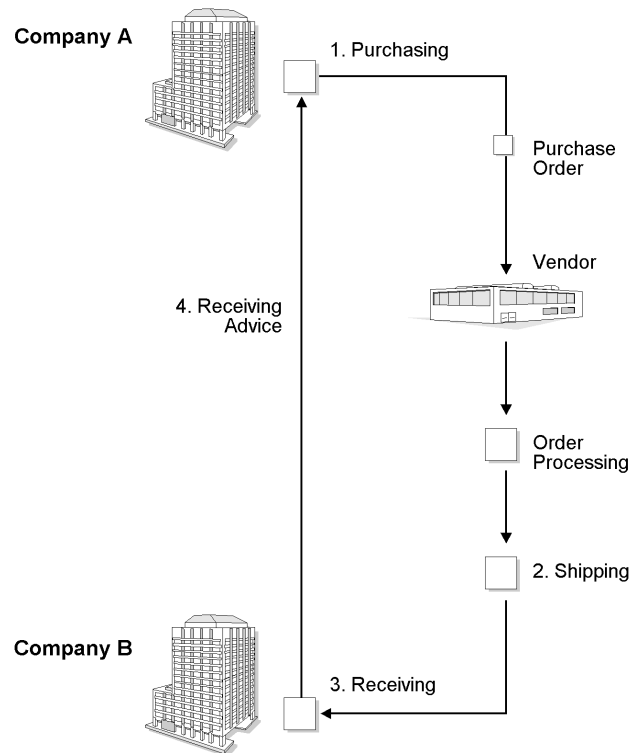 Company A
1. Purchasing
Purchase
Order
Vendor
4. Receiving
Advice
Order
Processing
2. Shipping
Company B
3. Receiving